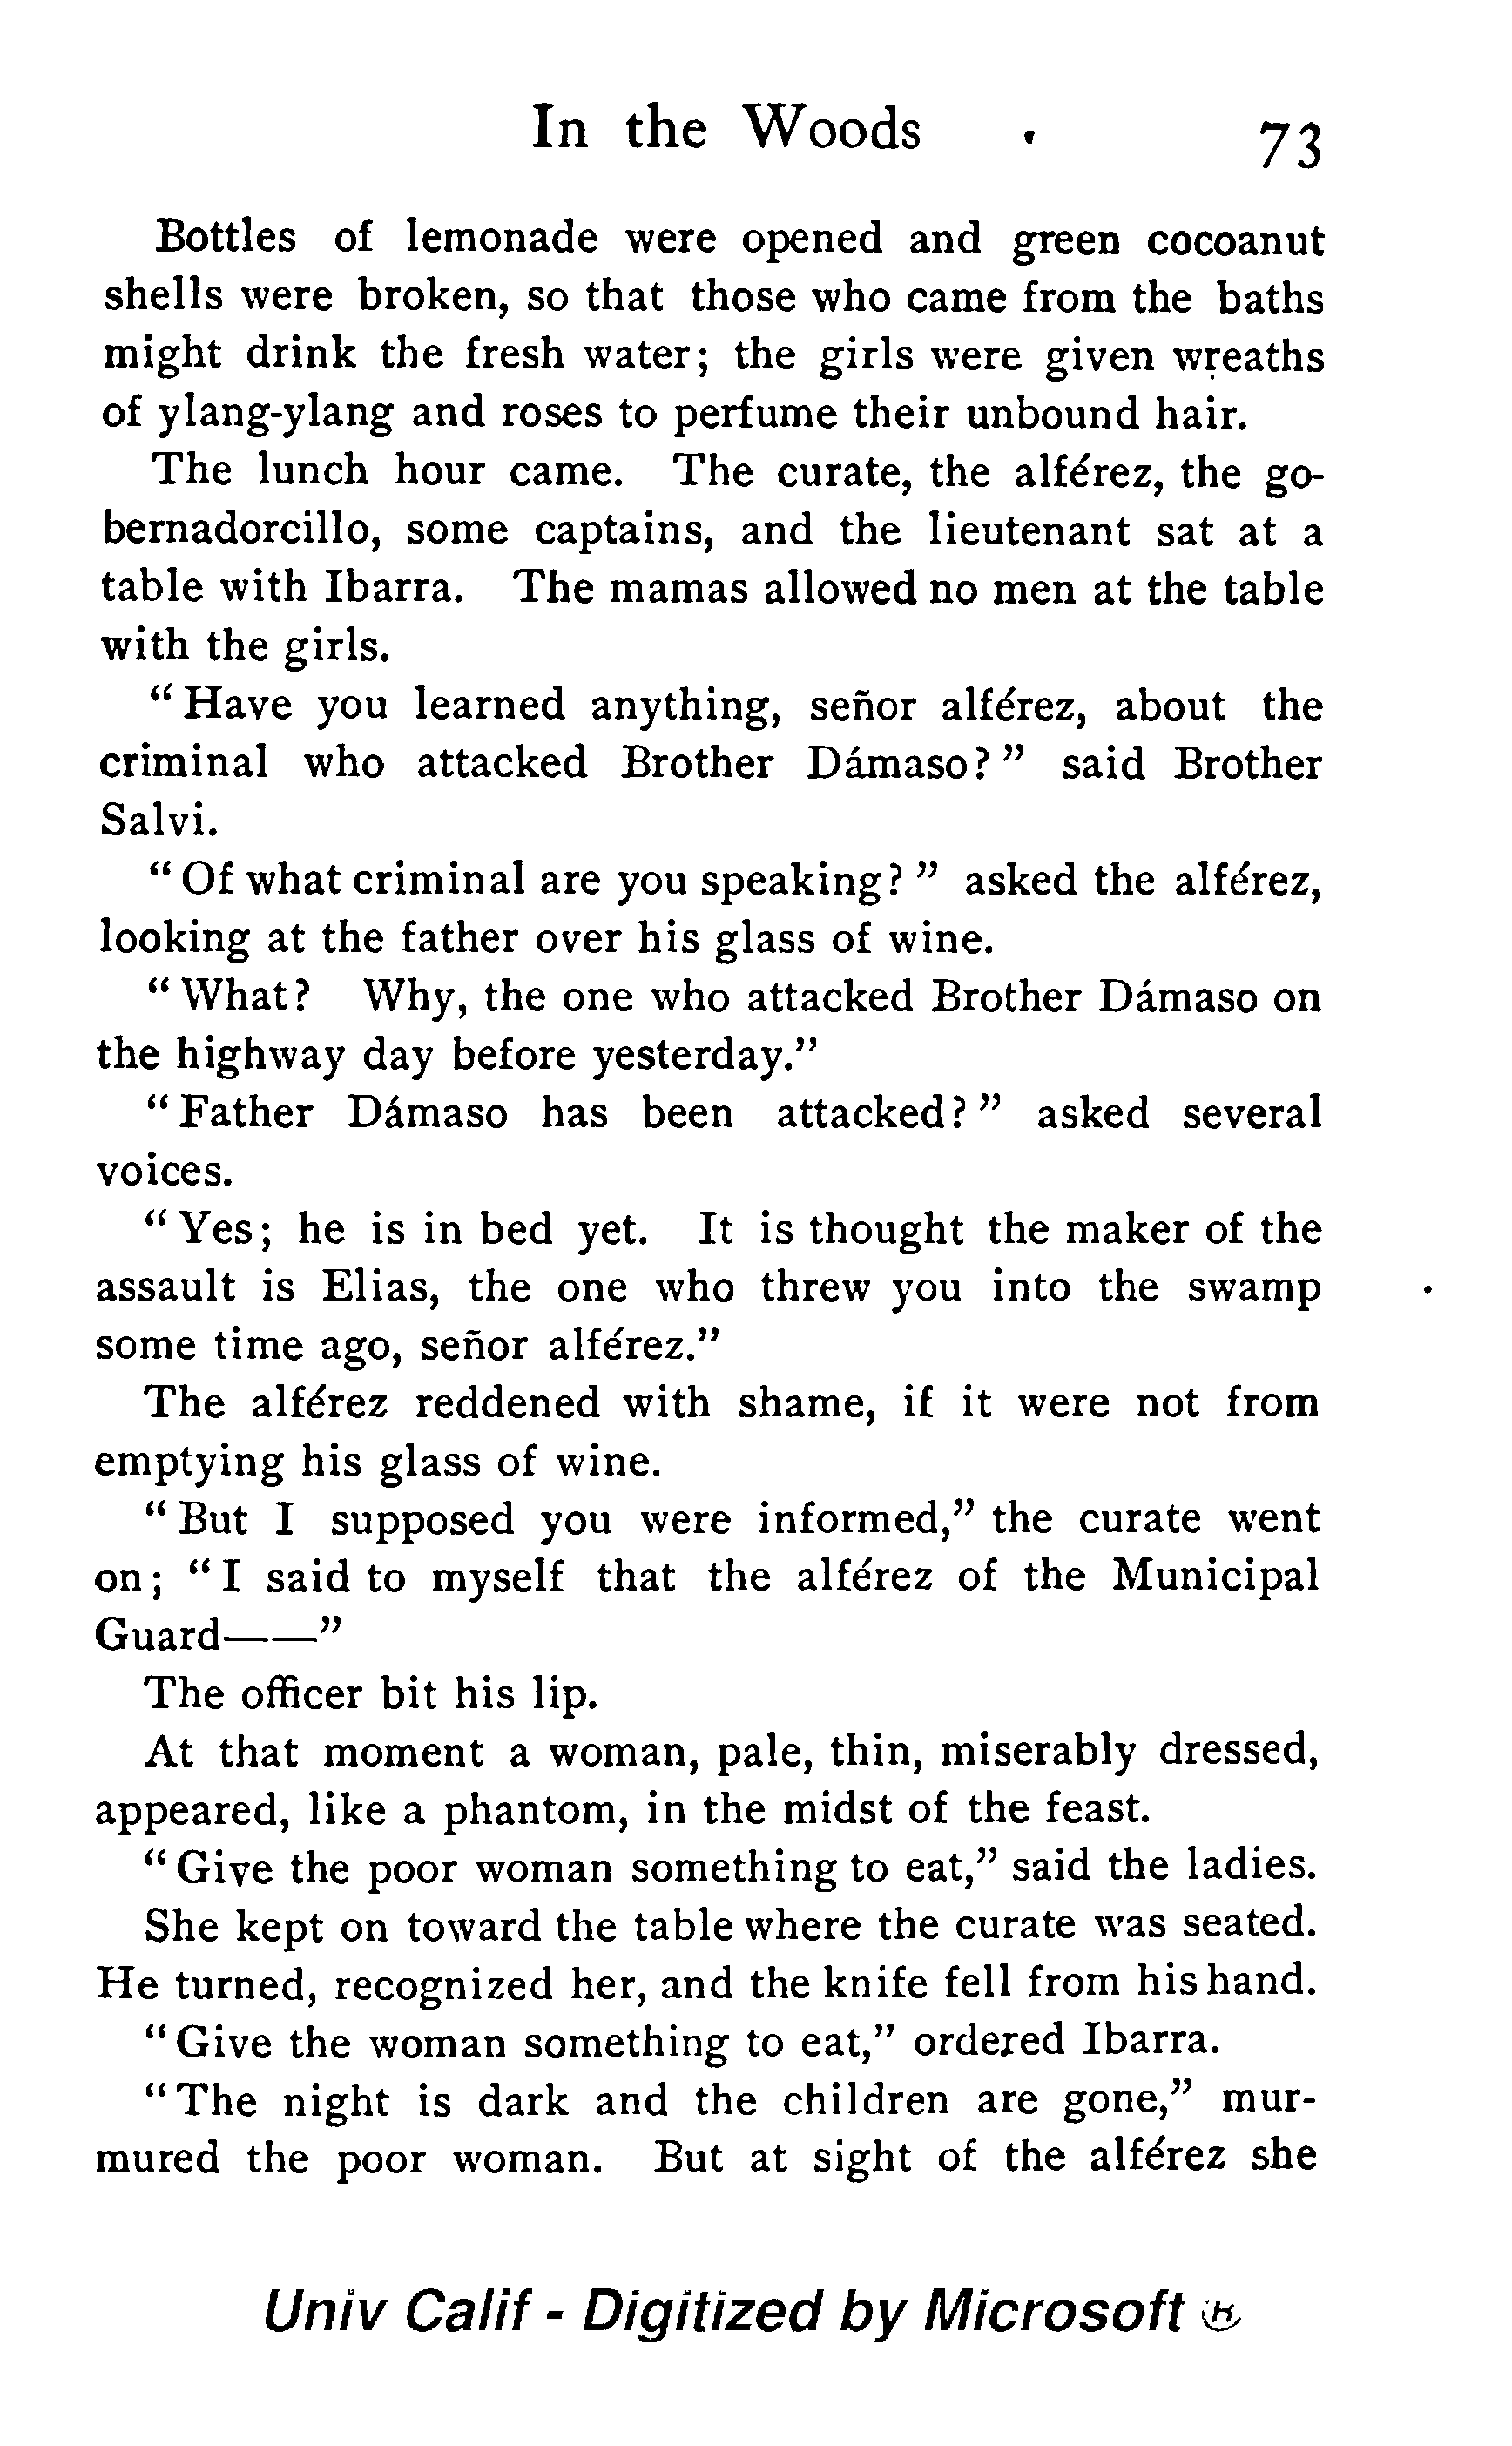 In the Woods 73
Bottles of lemonade were opened and green cocoanut
shells were broken, so that those who came from the baths
might drink the fresh water; the girls were given wreaths
of ylang-ylang and roses to perfume their unbound hair.
The lunch hour came. The curate, the alférez, the go-
bernadorcillo, some captains, and the lieutenant sat at a
table with Ibarra. The mamas allowed no men at the table
with the girls.
“Have you learned anything, señor alférez, about the
criminal who attacked Brother Dámaso?” said Brother
Salvi.
“Of what criminal are you speaking?” asked the alférez,
looking at the father over his glass of wine.
“What? Why, the one who attacked Brother Dámaso on
the highway day before yesterday.”
“Father Dámaso has been attacked?” asked several
voices.
“Yes; he is in bed yet. It is thought the maker of the
assault is Elias, the one who threw you into the swamp
some time ago, señor alférez.”
The alférez reddened with shame, if it were not from
emptying his glass of wine.
“But I supposed you were informed,” the curate went
on; “I said to myself that the alférez of the Municipal
Guard——”
The officer bit his lip.
At that moment a woman, pale, thin, miserably dressed,
appeared, like a phantom, in the midst of the feast.
“Give the poor woman something to eat,” said the ladies.
She kept on toward the table where the curate was seated.
He turned, recognized her, and the knife fell from his hand.
“Give the woman something to eat,” ordered Ibarra.
“The night is dark and the children are gone,” mur-
mured the poor woman. But at sight of the alférez she
Univ Calif - Digitized by Microsoft ®